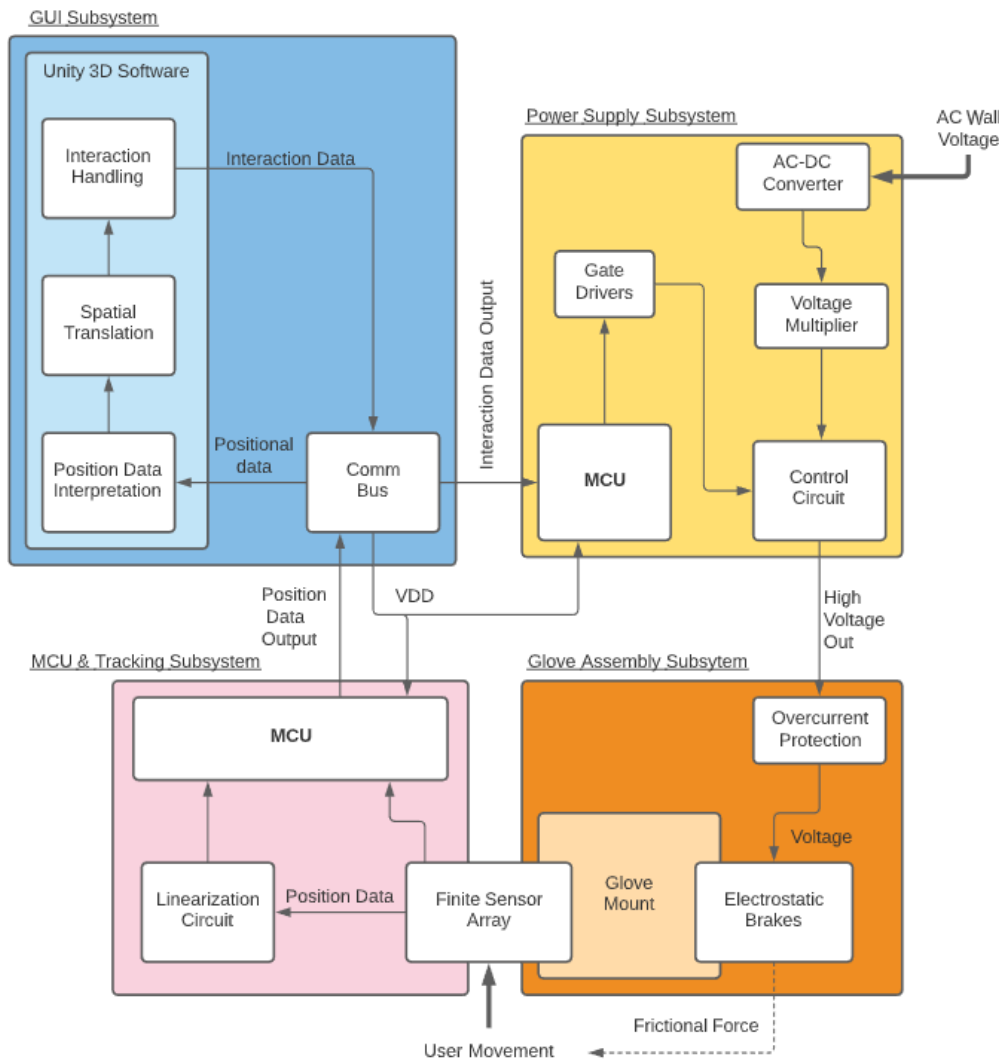 GUI Subsystem
Unity 3D Software
Interaction
Handling
Interaction Data
Spatial
Translation
Positional
data
Position Data
Interpretation
Comm
Bus
Interaction Data Output
Power Supply Subsystem
AC Wall
Voltage
AC-DC
Converter
Gate
Drivers
Voltage
Multiplier
MCU
Control
Circuit
Position
Data
Output
VDD
High
Voltage
Out
MCU & Tracking Subsystem
MCU
Linearization
Circuit
Position Data
Finite Sensor
Array
Glove Assembly Subsytem
Overcurrent
Protection
Voltage
Glove
Mount
Electrostatic
Brakes
Frictional Force
User Movement